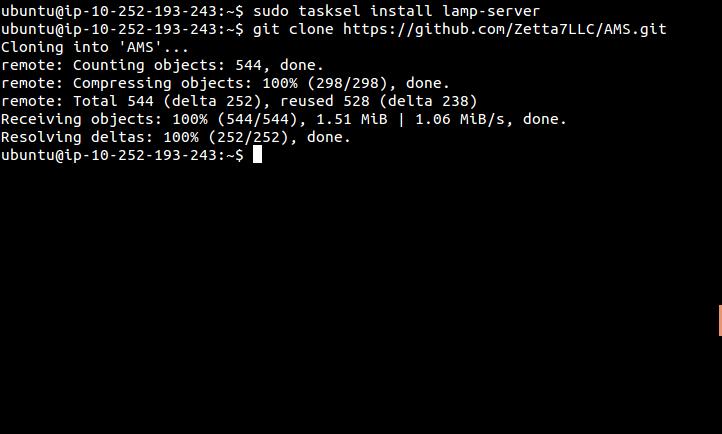 ubuntu@ip-10-252-193-243:~$ sudo tasksel install lamp-server
ubuntu@ip-10-252-193-243:~$ git clone https://github.com/Zetta7LLC/AMS.git
Cloning into 'AMS'...
remote: Counting objects: 544, done.
remote: Compressing objects: 100% (298/298), done.
remote: Total 544 (delta 252), reused 528 (delta 238)
Receiving objects: 100% (544/544), 1.51 MiB | 1.06 MiB/s, done.
Resolving deltas: 100% (252/252), done.
ubuntu@ip-10-252-193-243:~$